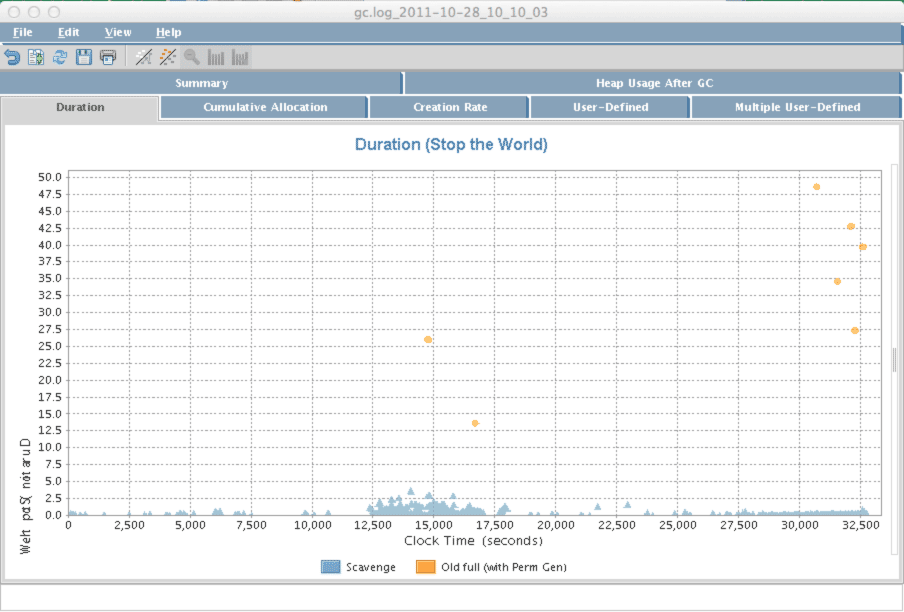 gc.log_2011-10-28_10_10_03
File Edit View Help
Summary Heap Usage After GC
Duration Cumulative Allocation Creation Rate User-Defined Multiple User-Defined
Duration (Stop the World)
50.0
47.5
45.0
42.5
40.0
37.5
35.0
32.5
30.0
27.5
25.0
22.5
20.0
17.5
15.0
12.5
10.0
7.5
5.0
2.5
0.0
0 2,500 5,000 7,500 10,000 12,500 15,000 17,500 20,000 22,500 25,000 27,500 30,000 32,500
Clock Time (seconds)
Scavenge Old full (with Perm Gen)